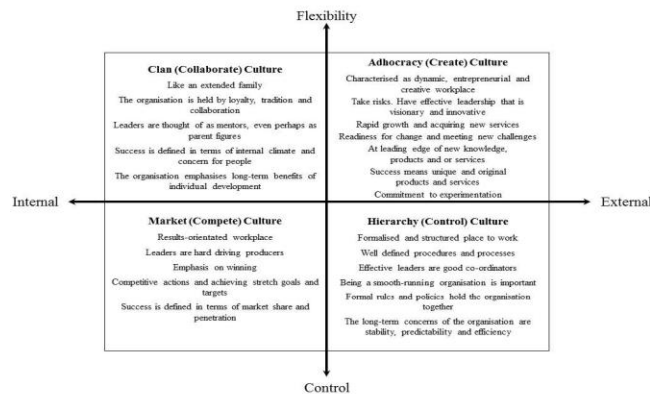 Flexibility
Clan (Collaborate) Culture
Like an extended family
The organisation is held by loyalty, tradition and
collaboration
Leaders are thought of as mentors, even perhaps as
parent figures
Success is defined in terms of internal climate and
concern for people
The organisation emphasises long-term benefits of
individual development
Adhocracy (Create) Culture
Characterised as dynamic, entrepreneurial and
creative workplace
Take risks. Have effective leadership that is
visionary and innovative
Rapid growth and acquiring new services
Readiness for change and meeting new challenges
At leading edge of new knowledge,
products and or services
Success means unique and original
products and services
Commitment to experimentation
Internal
External
Market (Compete) Culture
Results-orientated workplace
Leaders are hard driving producers
Emphasis on winning
Competitive actions and achieving stretch goals and
targets
Success is defined in terms of market share and
penetration
Hierarchy (Control) Culture
Formalised and structured place to work
Well defined procedures and processes
Effective leaders are good co-ordinators
Being a smooth-running organisation is important
Formal rules and policies hold the organisation
together
The long-term concerns of the organisation are
stability, predictability and efficiency
Control